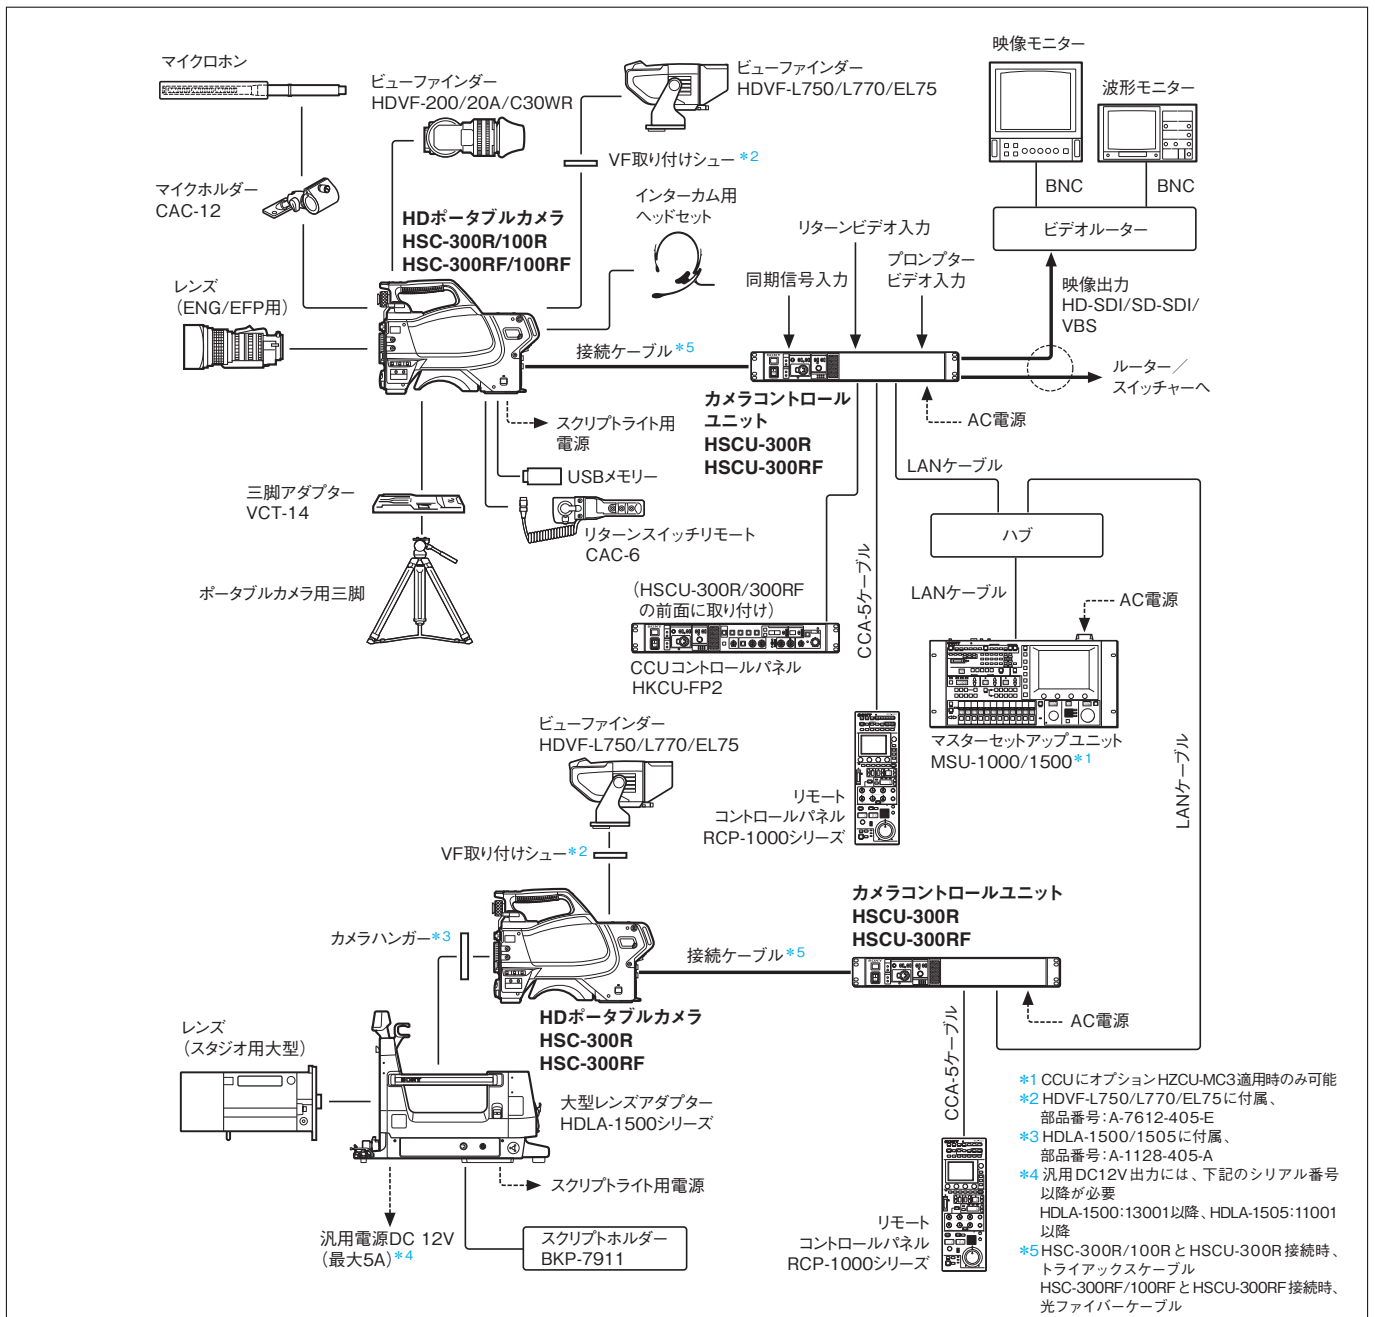 マイクロホン
ビューファインダー
HDVF-200/20A/C30WR
ビューファインダー
HDVF-L750/L770/EL75
映像モニター
波形モニター
VF取り付けシュー*2
マイクホルダー
CAC-12
インターカム用
ヘッドセット
BNC
BNC
HDポータブルカメラ
HSC-300R/100R
HSC-300RF/100RF
リターンビデオ入力
ビデオルーター
同期信号入力
プロンプター
ビデオ入力
レンズ
(ENG/EFP用)
映像出力
HD-SDI/SD-SDI/
VBS
接続ケーブル*5
SONY
ルーター/
スイッチャーへ
カメラコントロール
ユニット
HSCU-300R
HSCU-300RF
AC電源
スクリプトライト用
電源
LANケーブル
USBメモリー
三脚アダプター
VCT-14
リターンスイッチリモート
CAC-6
ハブ
ポータブルカメラ用三脚
(HSCU-300R/300RF
の前面に取り付け)
CCA-5ケーブル
LANケーブル
AC電源
SONY
CCUコントロールパネル
HKCU-FP2
SONY
マスターセットアップユニット
MSU-1000/1500*1
LANケーブル
ビューファインダー
HDVF-L750/L770/EL75
SONY
リモート
コントロールパネル
RCP-1000シリーズ
VF取り付けシュー*2
カメラコントロールユニット
HSCU-300R
HSCU-300RF
カメラハンガー*3
接続ケーブル*5
SONY
HDポータブルカメラ
HSC-300R
HSC-300RF
AC電源
CCA-5ケーブル
レンズ
(スタジオ用大型)
SONY
大型レンズアダプター
HDLA-1500シリーズ
スクリプトライト用電源
汎用電源DC 12V
(最大5A)*4
スクリプトホルダー
BKP-7911
SONY
リモート
コントロールパネル
RCP-1000シリーズ
*1 CCUにオプションHZCU-MC3適用時のみ可能
*2 HDVF-L750/L770/EL75に付属、
部品番号:A-7612-405-E
*3 HDLA-1500/1505に付属、
部品番号:A-1128-405-A
*4 汎用DC12V出力には、下記のシリアル番号
以降が必要
HDLA-1500:13001以降、HDLA-1505:11001
以降
*5 HSC-300R/100RとHSCU-300R接続時、
トライアックスケーブル
HSC-300RF/100RFとHSCU-300RF接続時、
光ファイバーケーブル